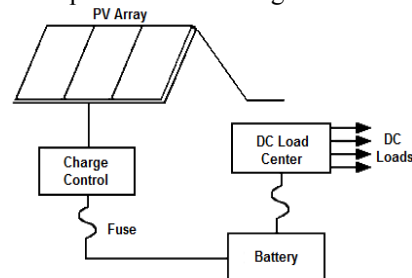 PV Array
Charge
Control
Fuse
DC Load
Center
DC
Loads
Battery